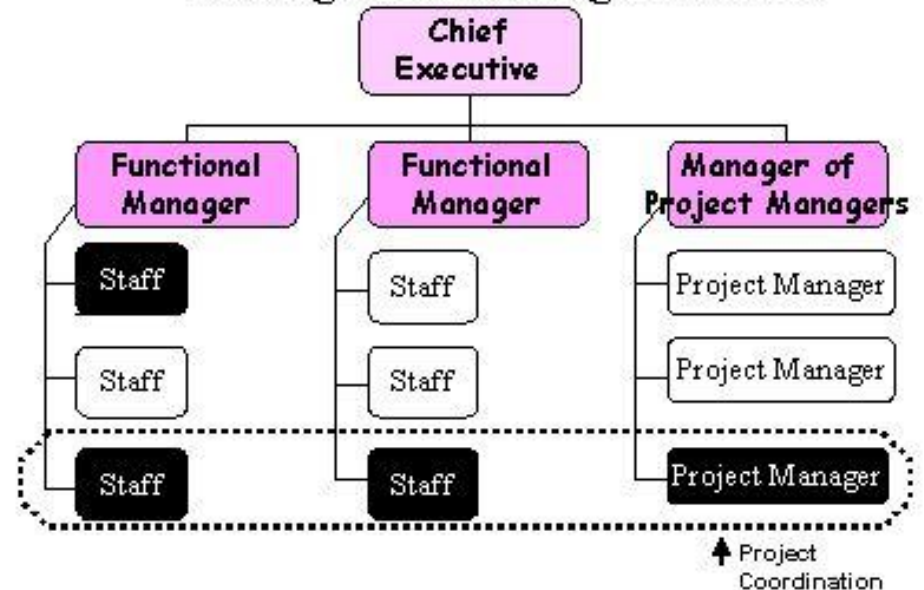 Chief
Executive
Functional
Manager
Functional
Manager
Manager of
Project Managers
Staff
Staff
Project Manager
Staff
Staff
Project Manager
Staff
Staff
Project Manager
Project
Coordination